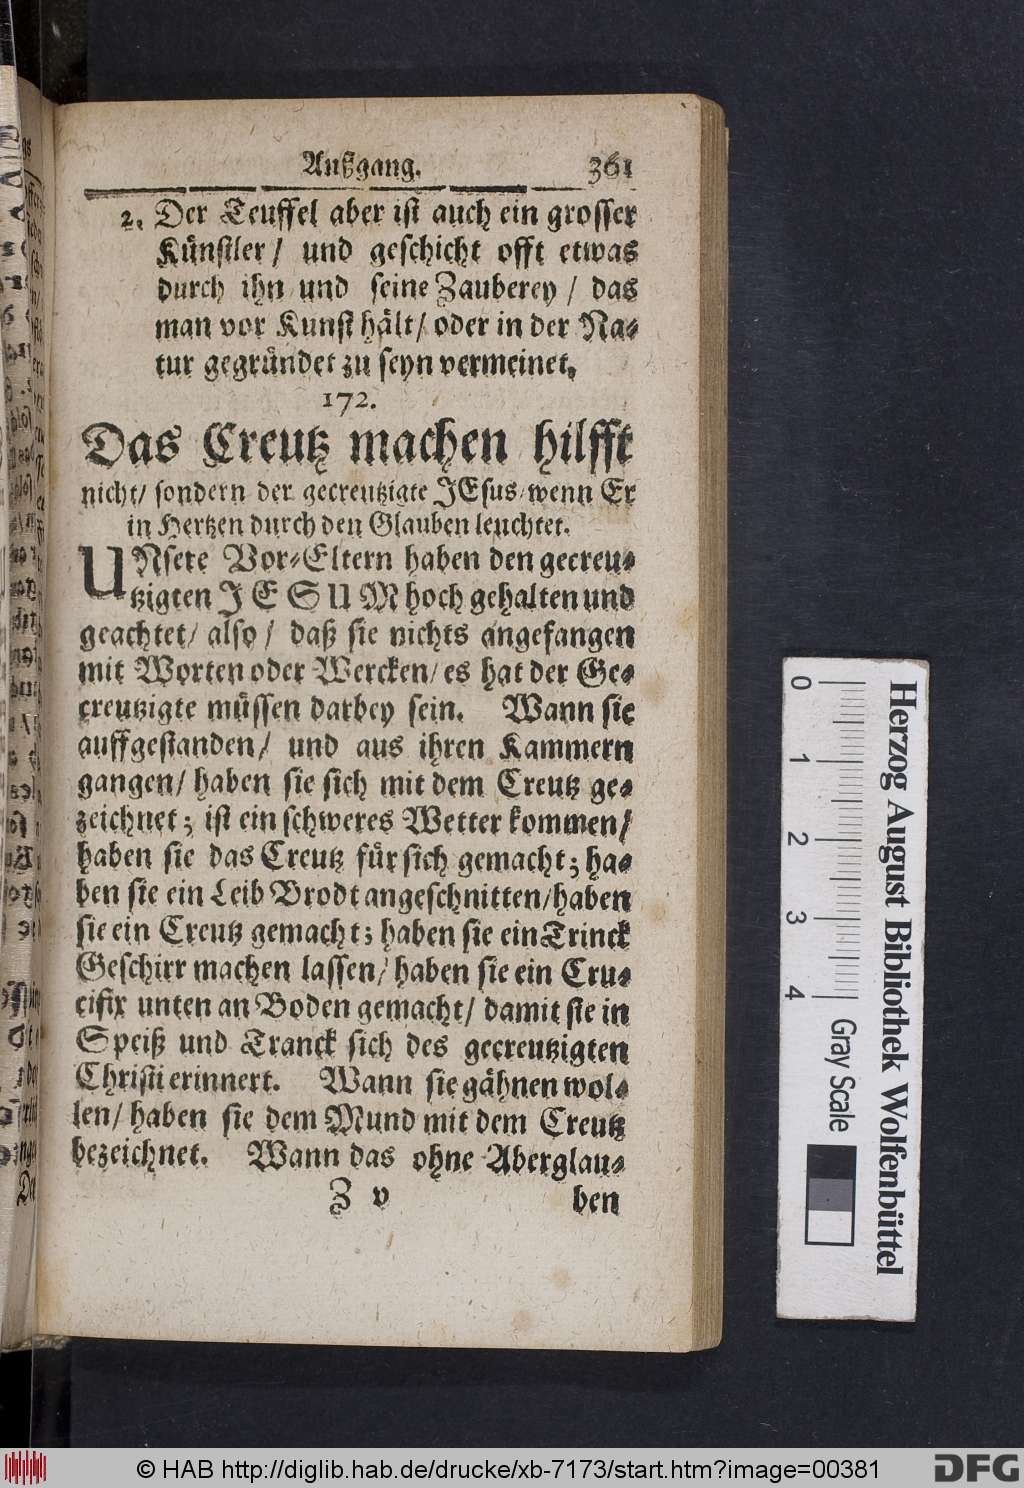 Außgang. 361
2. Der Teuffel aber ist auch ein grosser
Künstler / und geschicht offt etwas
durch ihn und seine Zauberey / das
man vor Kunst hält / oder in der Na-
tur gegründet zu seyn vermeinet.
172.
Das Creutz machen hilfft
nicht / sondern der gecreutzigte JEsus / wenn Er
in Hertzen durch den Glauben leuchtet.
UNsere Vor-Eltern haben den gecreu-
tzigten JESUM hoch gehalten und
geachtet / also / daß sie nichts angefangen
mit Worten oder Wercken / es hat der Ge-
creutzigte müssen darbey sein. Wann sie
auffgestanden / und aus ihren Kammern
gangen / haben sie sich mit dem Creutz ge-
zeichnet; ist ein schweres Wetter kommen /
haben sie das Creutz für sich gemacht; ha-
ben sie ein Leib Brodt angeschnitten / haben
sie ein Creutz gemacht; haben sie ein Trinck
Geschirr machen lassen / haben sie ein Cru-
cifix unten an Boden gemacht / damit sie in
Speiß und Tranck sich des gecreutzigten
Christi erinnert. Wann sie gähnen wol-
len / haben sie dem Mund mit dem Creutz
bezeichnet. Wann das ohne Aberglau-
Z v ben
0 1 2 3 4 Gray Scale
Herzog August Bibliothek Wolfenbüttel
© HAB http://diglib.hab.de/drucke/xb-7173/start.htm?image=00381
DFG